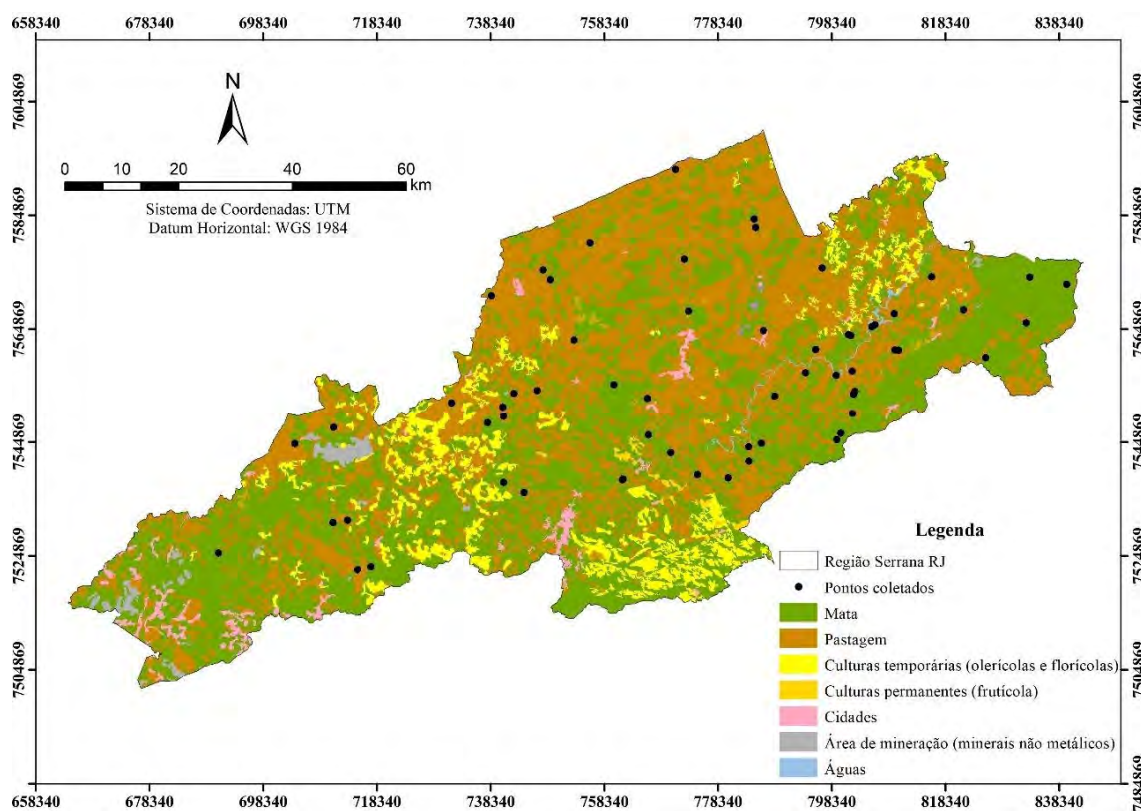 658340 678340 698340 718340 738340 758340 778340 798340 818340 838340
7604869 7604869
N
0 10 20 40 60
km
Sistema de Coordenadas: UTM
Datum Horizontal: WGS 1984
7584869 7584869
7564869 7564869
7544869 7544869
7524869 7524869
7504869 7504869
7484869 7484869
Legenda
Região Serrana RJ
Pontos coletados
Mata
Pastagem
Culturas temporárias (olerícolas e florícolas)
Culturas permanentes (frutícola)
Cidades
Área de mineração (minerais não metálicos)
Águas
658340 678340 698340 718340 738340 758340 778340 798340 818340 838340